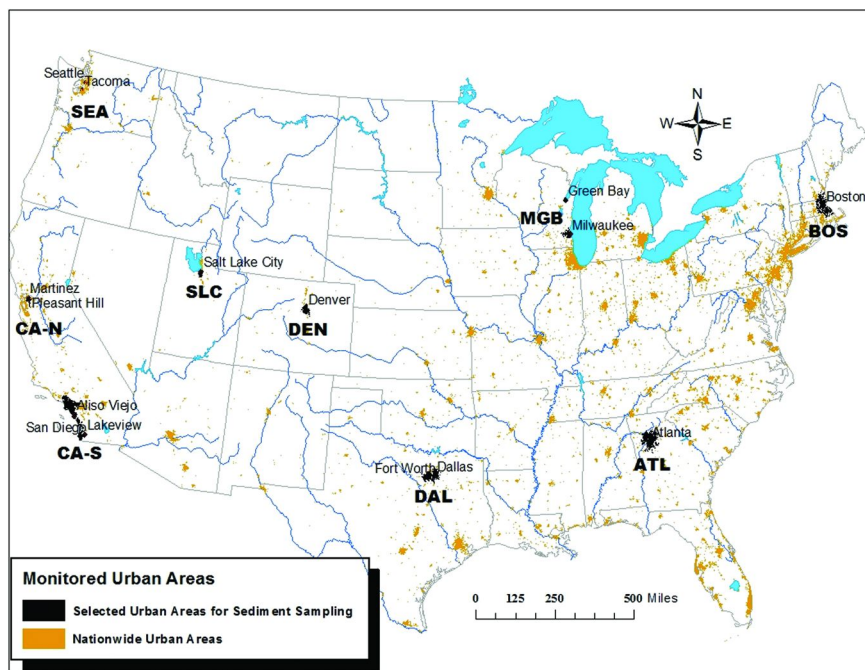 N
W E
S
Seattle
Tacoma
SEA
Green Bay
MGB
Milwaukee
Boston
BOS
Salt Lake City
SLC
Martinez
Pleasant Hill
CA-N
Denver
DEN
Aliso Viejo
San Diego
Lakeview
CA-S
Atlanta
ATL
Fort Worth
Dallas
DAL
Monitored Urban Areas
Selected Urban Areas for Sediment Sampling
Nationwide Urban Areas
0 125 250 500 Miles